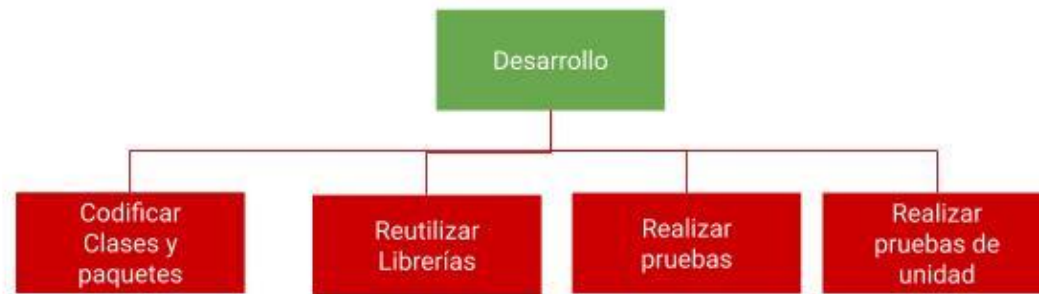 Desarrollo
Codificar
Clases y
paquetes
Reutilizar
Librerías
Realizar
pruebas
Realizar
pruebas de
unidad